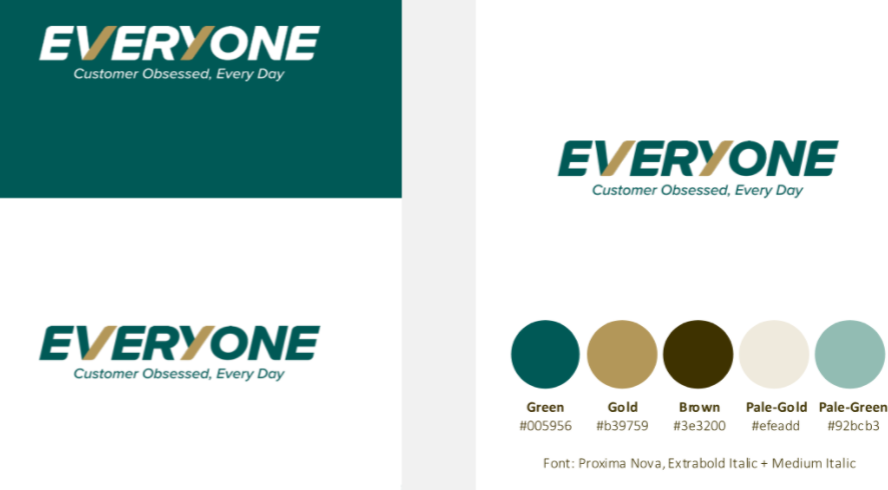 EVERYONE
Customer Obsessed, Every Day
EVERYONE
Customer Obsessed, Every Day
EVERYONE
Customer Obsessed, Every Day
Green Gold Brown Pale-Gold Pale-Green
#005956 #b39759 #3e3200 #efeadd #92bcb3
Font: Proxima Nova, Extrabold Italic + Medium Italic